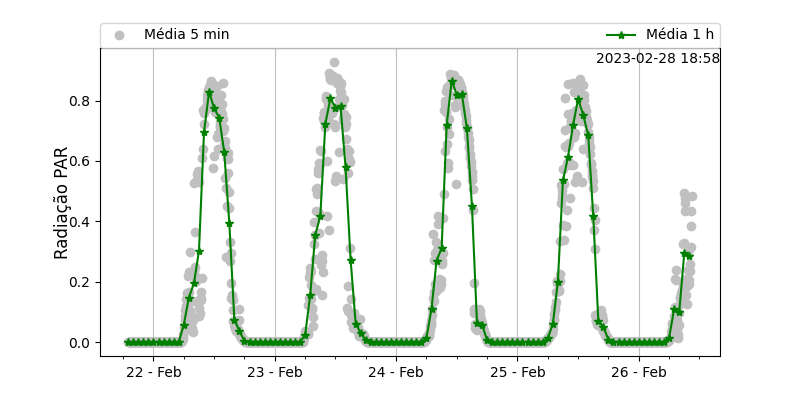 Média 5 min
Média 1 h
2023-02-28 18:58
Radiação PAR
0.8
0.6
0.4
0.2
0.0
22 - Feb
23 - Feb
24 - Feb
25 - Feb
26 - Feb